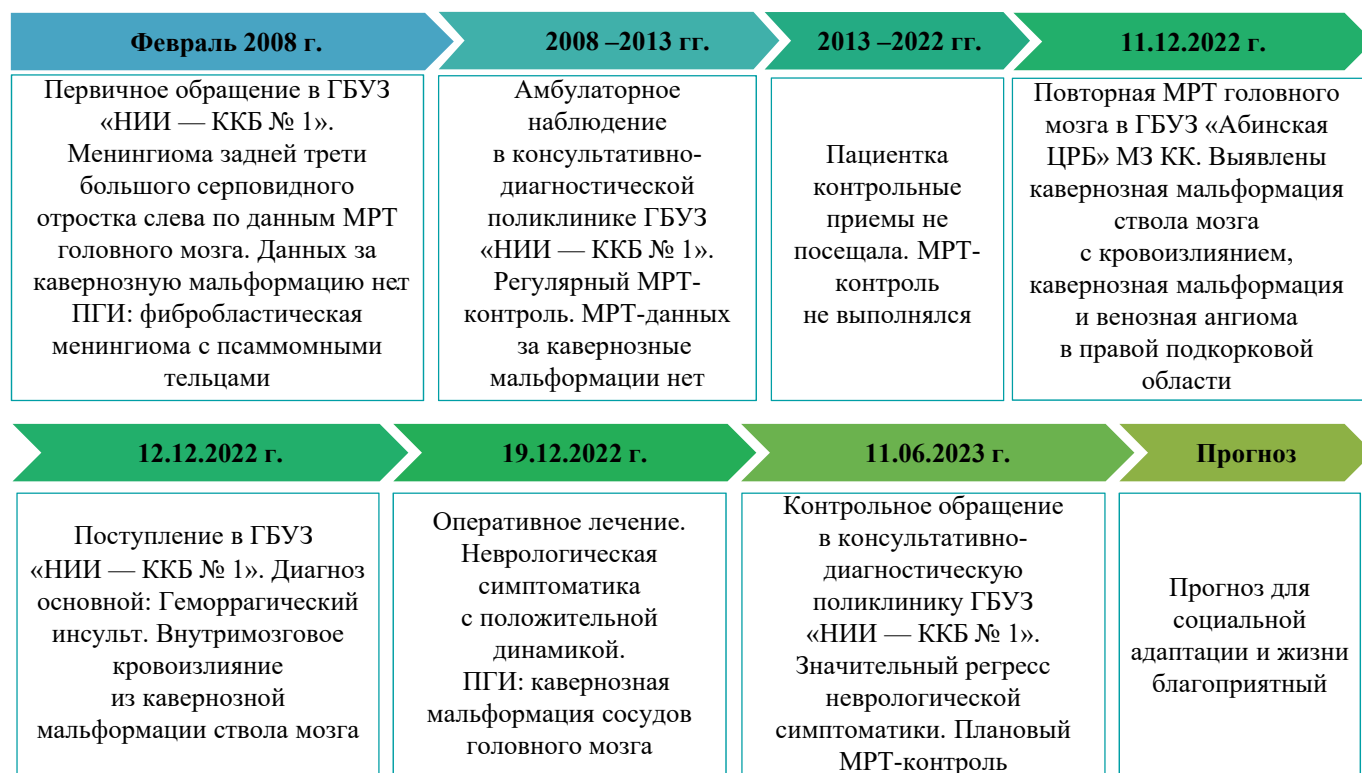 Февраль 2008 г.
Первичное обращение в ГБУЗ
«НИИ — ККБ № 1».
Менингиома задней трети
большого серповидного
отростка слева по данным МРТ
головного мозга. Данных за
кавернозную мальформацию нет.
ПГИ: фибробластическая
менингиома с псаммомными
тельцами
2008 –2013 гг.
Амбулаторное
наблюдение
в консультативно-
диагностической
поликлинике ГБУЗ
«НИИ — ККБ № 1».
Регулярный МРТ-
контроль. МРТ-данных
за кавернозные
мальформации нет
2013 –2022 гг.
Пациентка
контрольные
приемы не
посещала. МРТ-
контроль
не выполнялся
11.12.2022 г.
Повторная МРТ головного
мозга в ГБУЗ «Абинская
ЦРБ» МЗ КК. Выявлены
кавернозная мальформация
ствола мозга
с кровоизлиянием,
кавернозная мальформация
и венозная ангиома
в правой подкорковой
области
12.12.2022 г.
Поступление в ГБУЗ
«НИИ — ККБ № 1». Диагноз
основной: Геморрагический
инсульт. Внутримозговое
кровоизлияние
из кавернозной
мальформации ствола мозга
19.12.2022 г.
Оперативное лечение.
Неврологическая
симптоматика
с положительной
динамикой.
ПГИ: кавернозная
мальформация сосудов
головного мозга
11.06.2023 г.
Контрольное обращение
в консультативно-
диагностическую
поликлинику ГБУЗ
«НИИ — ККБ № 1».
Значительный регресс
неврологической
симптоматики. Плановый
МРТ-контроль
Прогноз
Прогноз для
социальной
адаптации и жизни
благоприятный